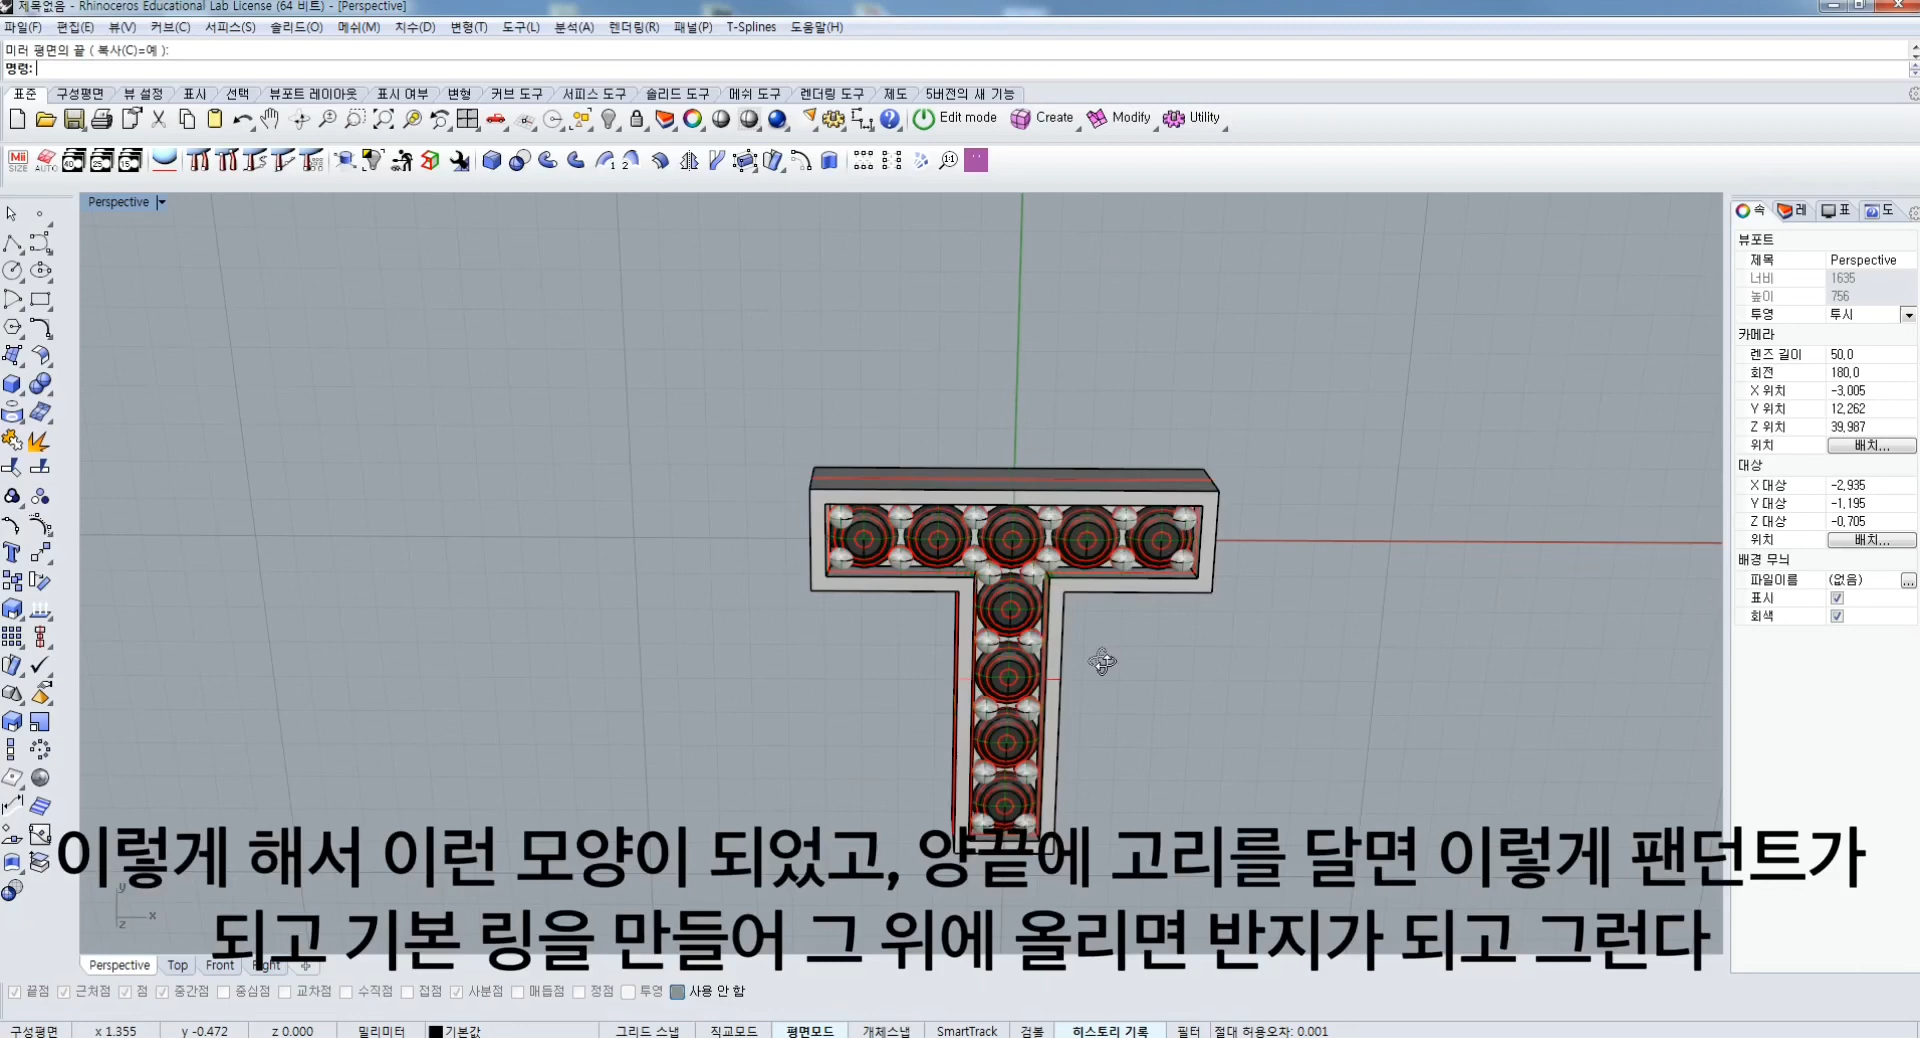 제목없음 - Rhinoceros Educational Lab License (64 비트) - [Perspective]
파일(F) 편집(E) 뷰(V) 커브(C) 서피스(S) 솔리드(O) 메쉬(M) 치수(D) 변형(T) 도구(L) 분석(A) 렌더링(R) 패널(P) T-Splines 도움말(H)
미러 평면의 끝 ( 복사(C)=예 ):
명령:
표준 구성평면 뷰 설정 표시 선택 뷰포트 레이아웃 표시 여부 변형 커브 도구 서피스 도구 솔리드 도구 메쉬 도구 렌더링 도구 제도 5버전의 새 기능
Edit mode Create Modify Utility
Mii
SIZE AUTO 40 25 15 1 2 1:1
Perspective
속 레 표 도
뷰포트
제목 Perspective
너비 1635
높이 756
투영 투시
카메라
렌즈 길이 50.0
회전 180.0
X 위치 -3.005
Y 위치 12.262
Z 위치 39.987
위치 배치...
대상
X 대상 -2.935
Y 대상 -1.195
Z 대상 -0.705
위치 배치...
배경 무늬
파일이름 (없음) ...
표시
회색
이렇게 해서 이런 모양이 되었고, 양끝에 고리를 달면 이렇게 팬던트가
되고 기본 링을 만들어 그 위에 올리면 반지가 되고 그런다
y
x
z
Perspective Top Front Right
끝점 근처점 점 중간점 중심점 교차점 수직점 접점 사분점 매듭점 정점 투영 사용 안 함
구성평면 x 1.355 y -0.472 z 0.000 밀리미터 기본값 그리드 스냅 직교모드 평면모드 개체스냅 SmartTrack 검볼 히스토리 기록 필터 절대 허용오차: 0.001